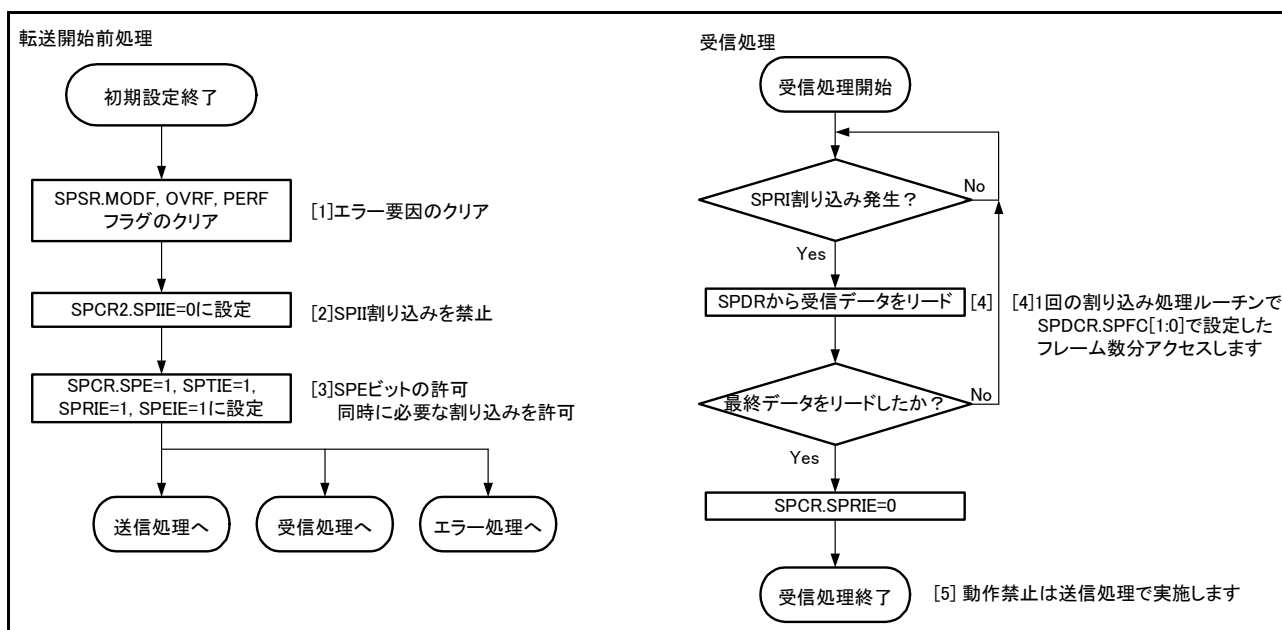 転送開始前処理
初期設定終了
SPSR.MODF, OVRF, PERF
フラグのクリア
[1]エラー要因のクリア
SPCR2.SPIIE=0に設定
[2]SPII割り込みを禁止
SPCR.SPE=1, SPTIE=1,
SPRIE=1, SPEIE=1に設定
[3]SPEビットの許可
同時に必要な割り込みを許可
送信処理へ
受信処理へ
エラー処理へ
受信処理
受信処理開始
SPRI割り込み発生?
No
Yes
SPDRから受信データをリード
[4]
[4]1回の割り込み処理ルーチンで
SPDCR.SPFC[1:0]で設定した
フレーム数分アクセスします
最終データをリードしたか?
No
Yes
SPCR.SPRIE=0
受信処理終了
[5] 動作禁止は送信処理で実施します